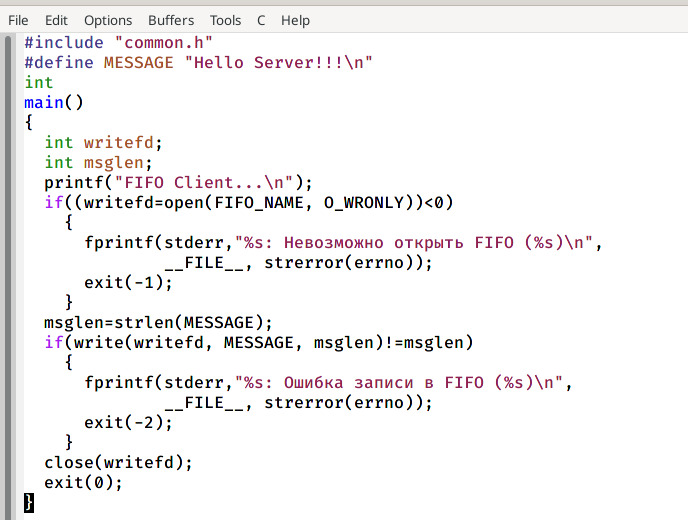 File Edit Options Buffers Tools C Help
#include "common.h"
#define MESSAGE "Hello Server!!!\n"
int
main()
{
  int writefd;
  int msglen;
  printf("FIFO Client...\n");
  if((writefd=open(FIFO_NAME, O_WRONLY))<0)
    {
      fprintf(stderr,"%s: Невозможно открыть FIFO (%s)\n",
              __FILE__, strerror(errno));
      exit(-1);
    }
  msglen=strlen(MESSAGE);
  if(write(writefd, MESSAGE, msglen)!=msglen)
    {
      fprintf(stderr,"%s: Ошибка записи в FIFO (%s)\n",
              __FILE__, strerror(errno));
      exit(-2);
    }
  close(writefd);
  exit(0);
}